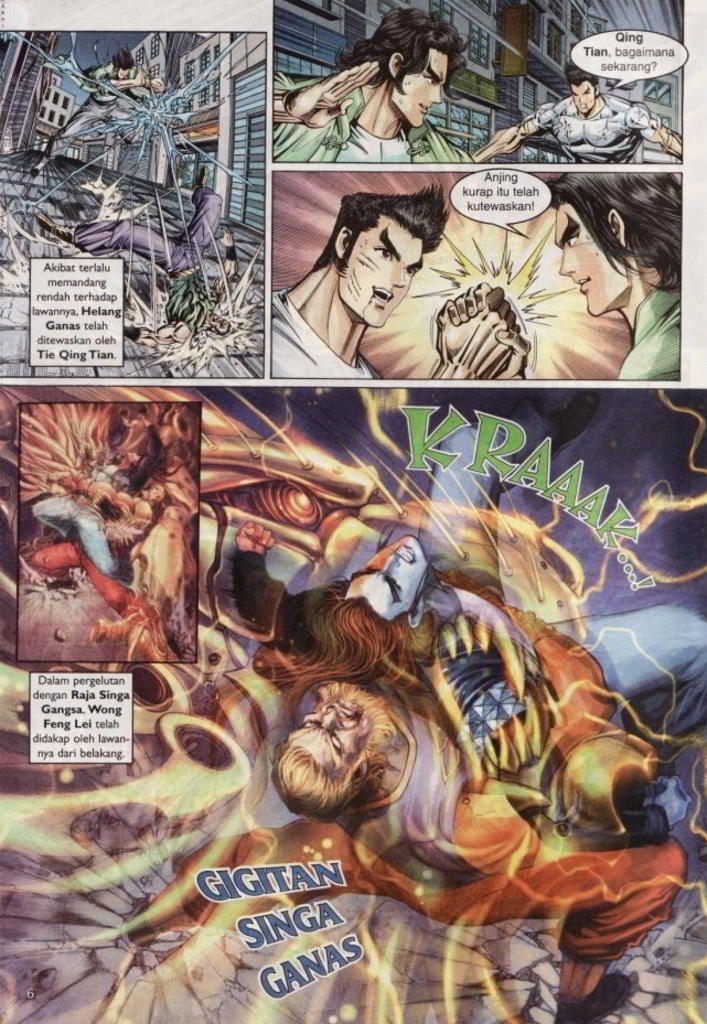 Akibat terlalu
memandang
rendah terhadap
lawannya, Helang
Ganas telah
ditewaskan oleh
Tie Qing Tian.
Qing
Tian, bagaimana
sekarang?
Anjing
kurap itu telah
kutewaskan!
KRAAAK...!
Dalam pergelutan
dengan Raja Singa
Gangsa, Wong
Feng Lei telah
didakap oleh lawan-
nya dari belakang.
GIGITAN
SINGA
GANAS
6